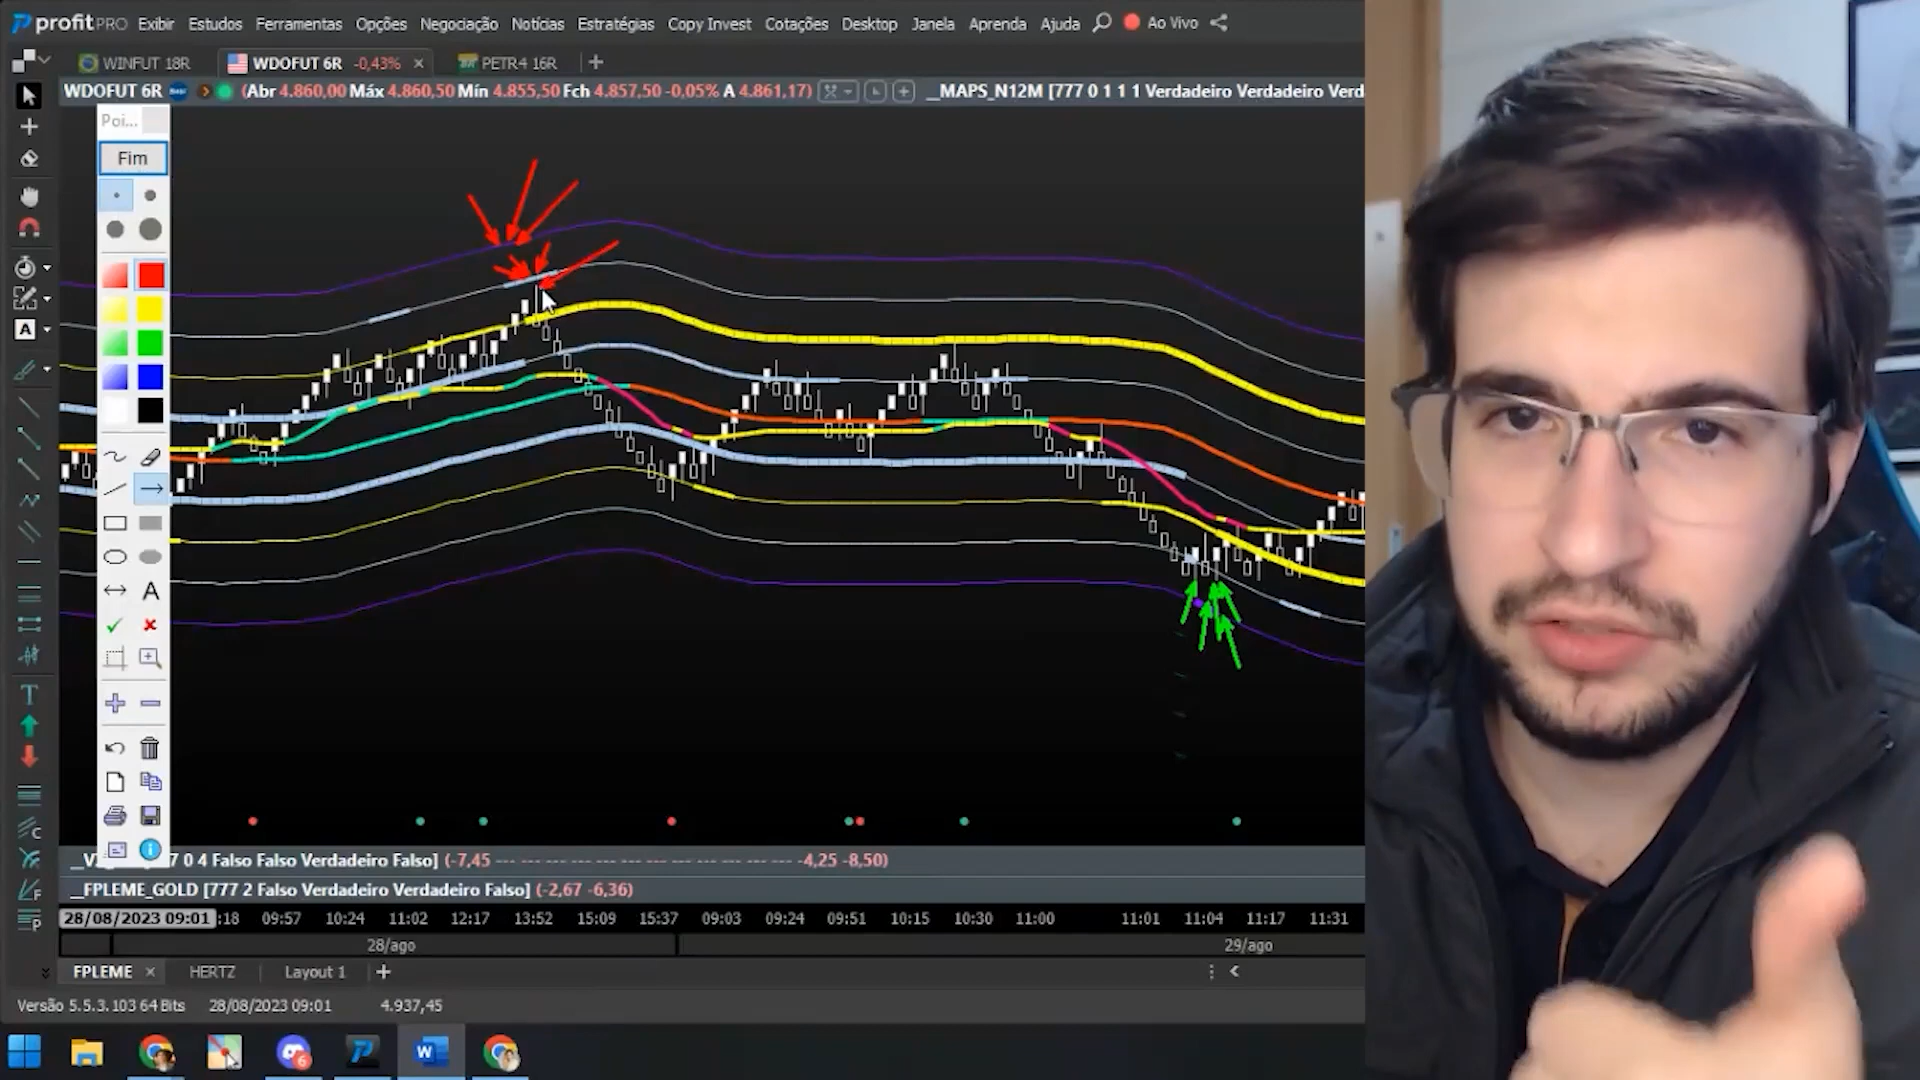 profitPRO Exibir Estudos Ferramentas Opções Negociação Notícias Estratégias Copy Invest Cotações Desktop Janela Aprenda Ajuda Ao Vivo
WINFUT 18R WDOFUT 6R -0,43% × PETR4 16R +
WDOFUT 6R (Abr 4.860,00 Máx 4.860,50 Mín 4.855,50 Fch 4.857,50 -0,05% A 4.861,17) __MAPS_N12M [777 0 1 1 1 Verdadeiro Verdadeiro Verd
Poi...
Fim
A
A
T
C
F
P
7 0 4 Falso Falso Verdadeiro Falso] (-7,45 --- --- --- --- --- --- --- --- --- --- --- --- --- -4,25 -8,50)
__FPLEME_GOLD [777 2 Falso Verdadeiro Verdadeiro Falso] (-2,67 -6,36)
28/08/2023 09:01 :18 09:57 10:24 11:02 12:17 13:52 15:09 15:37 09:03 09:24 09:51 10:15 10:30 11:00 11:01 11:04 11:17 11:31
28/ago 29/ago
FPLEME × HERTZ Layout 1 +
Versão 5.5.3.103 64 Bits 28/08/2023 09:01 4.937,45
6
W